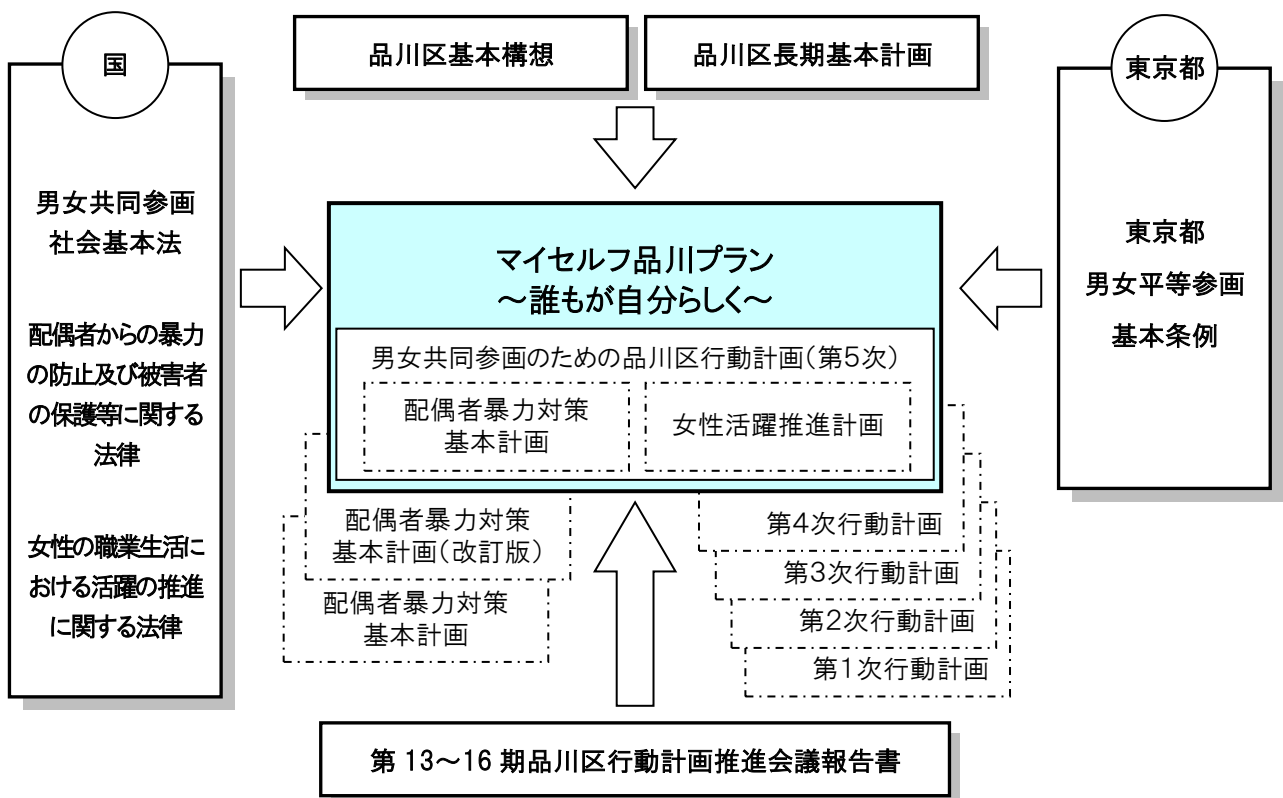 国
男女共同参画
社会基本法
配偶者からの暴力
の防止及び被害者
の保護等に関する
法律
女性の職業生活に
おける活躍の推進
に関する法律
品川区基本構想
品川区長期基本計画
東京都
東京都
男女平等参画
基本条例
マイセルフ品川プラン
~誰もが自分らしく~
男女共同参画のための品川区行動計画(第5次)
配偶者暴力対策
基本計画
女性活躍推進計画
配偶者暴力対策
基本計画(改訂版)
配偶者暴力対策
基本計画
第4次行動計画
第3次行動計画
第2次行動計画
第1次行動計画
第 13~16 期品川区行動計画推進会議報告書